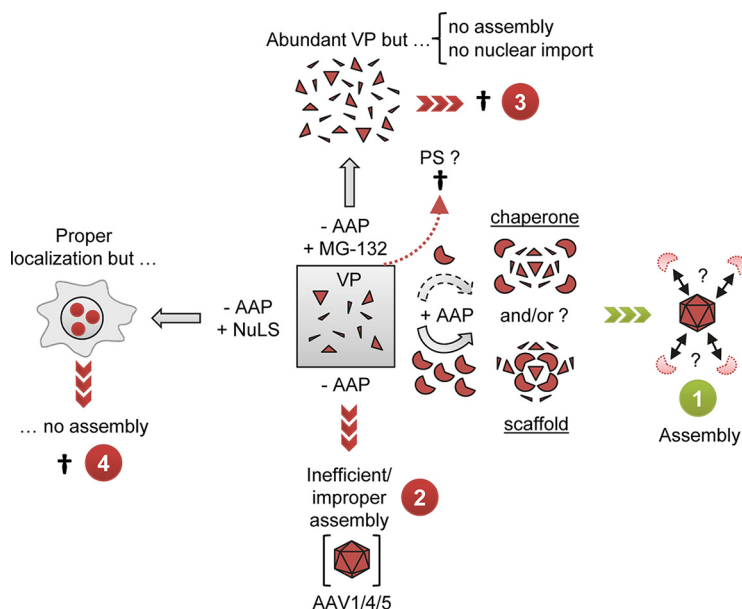 Abundant VP but …
no assembly
no nuclear import
† 3
PS ?
†
- AAP
+ MG-132
chaperone
Proper
localization but …
VP
- AAP
+ NuLS
+ AAP
and/or ?
?
?
- AAP
scaffold
1
Assembly
… no assembly
† 4
Inefficient/
improper
assembly
2
AAV1/4/5